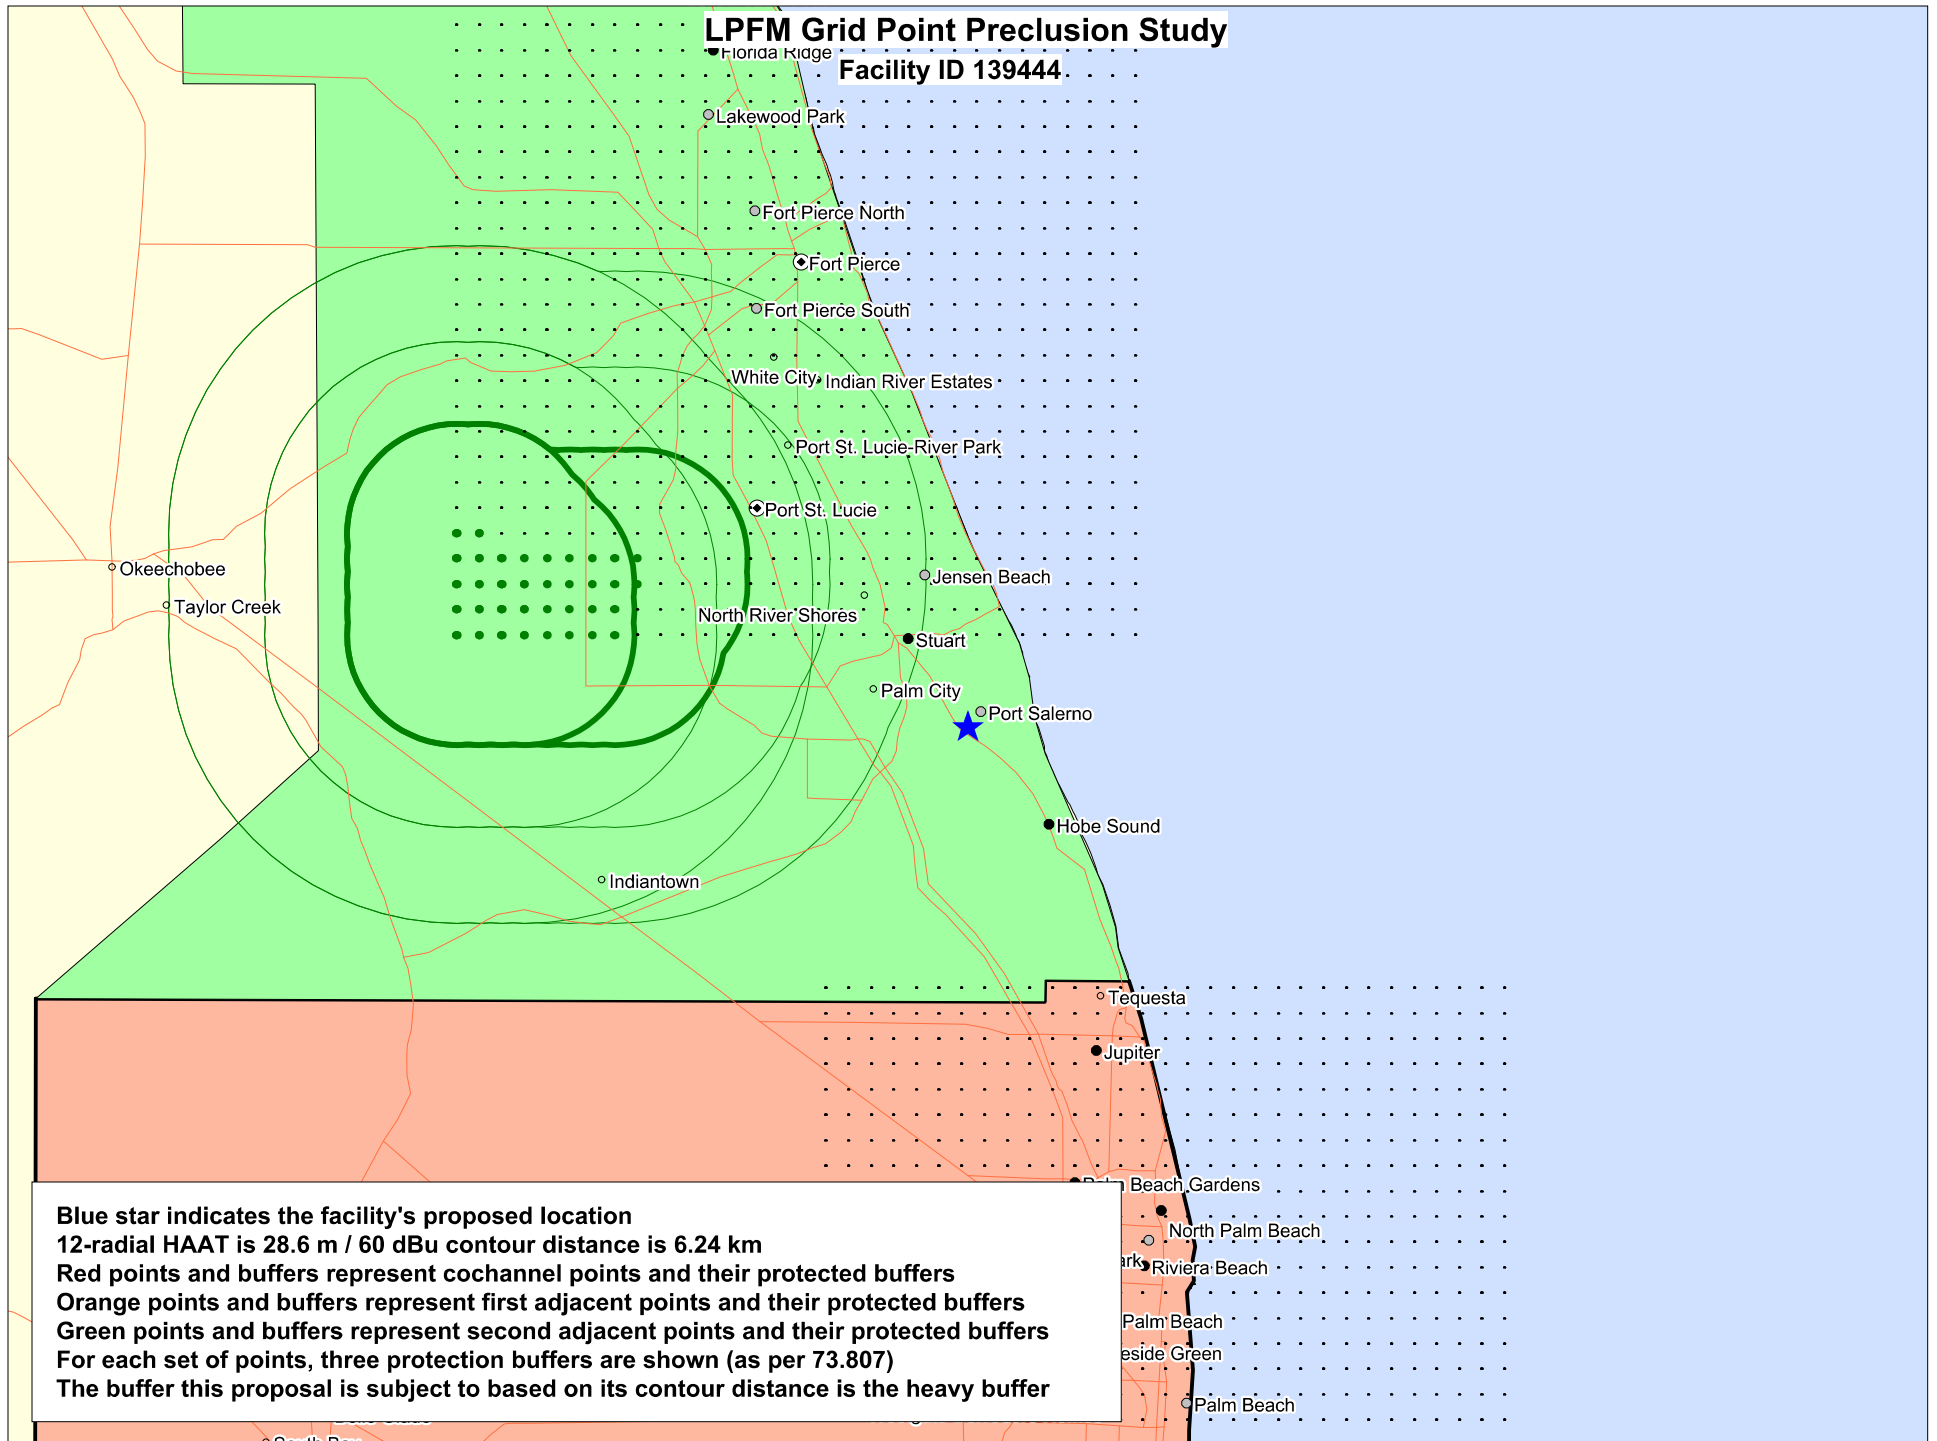 LPFM Grid Point Preclusion Study
Florida Ridge
Facility ID 139444
Lakewood Park
Fort Pierce North
Fort Pierce
Fort Pierce South
White City
Indian River Estates
Port St. Lucie-River Park
Port St. Lucie
Okeechobee
Jensen Beach
Taylor Creek
North River Shores
Stuart
Palm City
Port Salerno
Hobe Sound
Indiantown
Tequesta
Jupiter
Palm Beach Gardens
North Palm Beach
ark
Riviera Beach
Palm Beach
eside Green
Palm Beach
Blue star indicates the facility's proposed location
12-radial HAAT is 28.6 m / 60 dBu contour distance is 6.24 km
Red points and buffers represent cochannel points and their protected buffers
Orange points and buffers represent first adjacent points and their protected buffers
Green points and buffers represent second adjacent points and their protected buffers
For each set of points, three protection buffers are shown (as per 73.807)
The buffer this proposal is subject to based on its contour distance is the heavy buffer